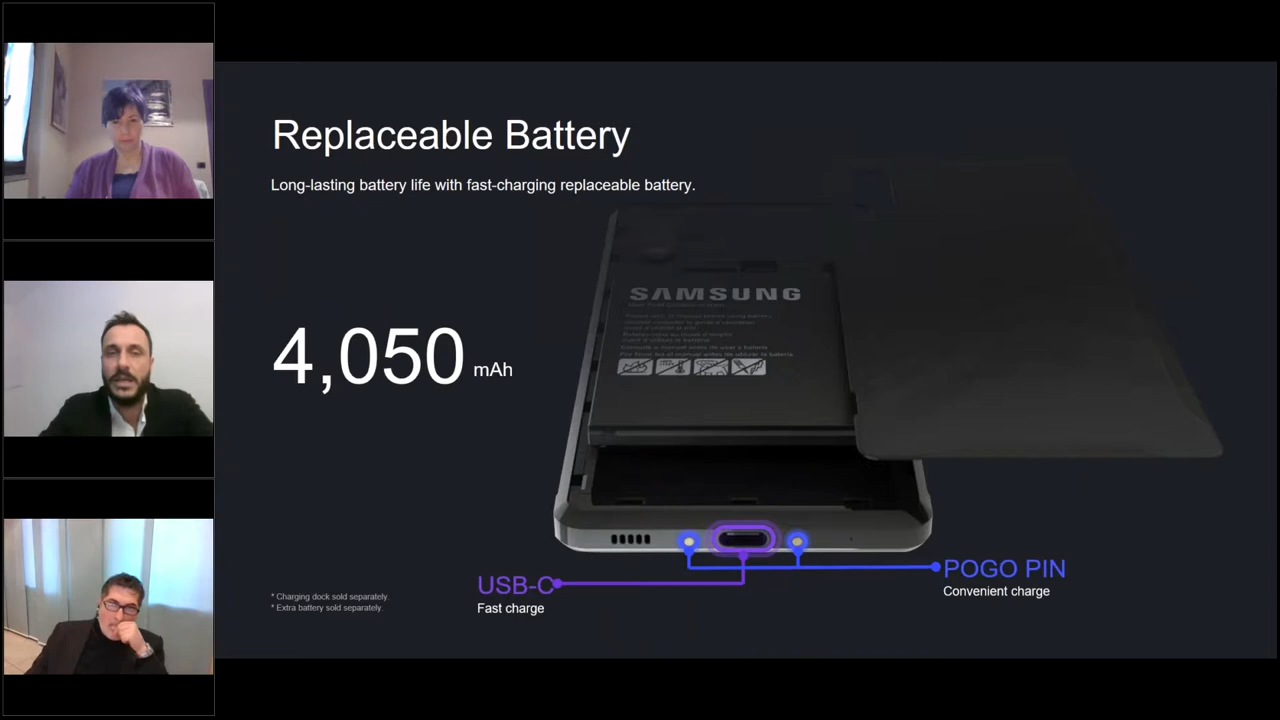 Replaceable Battery
Long-lasting battery life with fast-charging replaceable battery.
SAMSUNG
4,050 mAh
USB-C
Fast charge
POGO PIN
Convenient charge
* Charging dock sold separately.
* Extra battery sold separately.